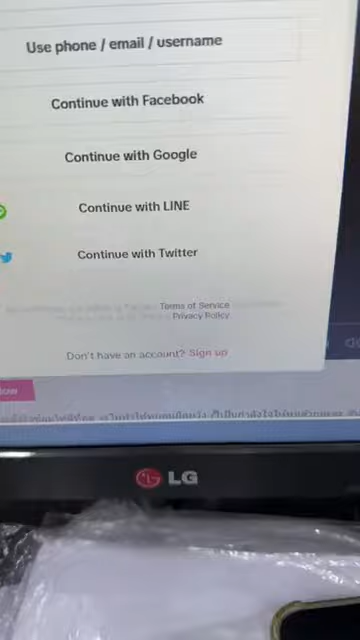 Use phone / email / username
Continue with Facebook
Continue with Google
Continue with LINE
Continue with Twitter
Terms of Service
Privacy Policy
Don't have an account? Sign up
LG